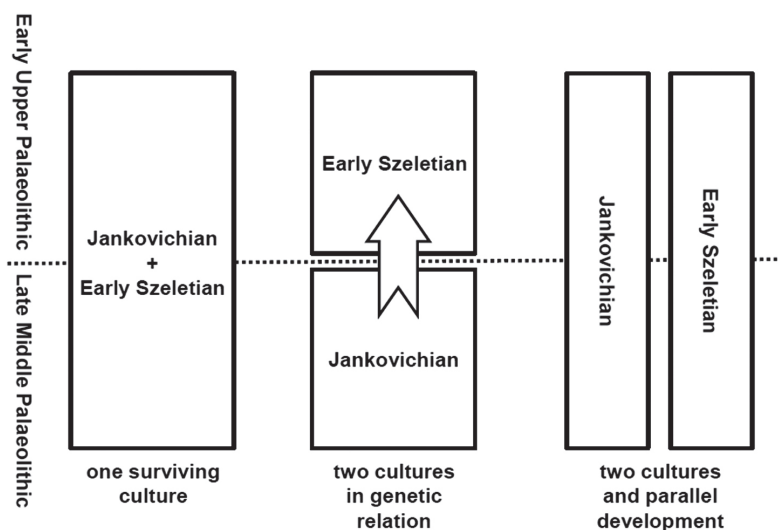 Early Upper Palaeolithic
Late Middle Palaeolithic
Jankovichian
+
Early Szeletian
one surviving
culture
Early Szeletian
Jankovichian
two cultures
in genetic
relation
Jankovichian
Early Szeletian
two cultures
and parallel
development